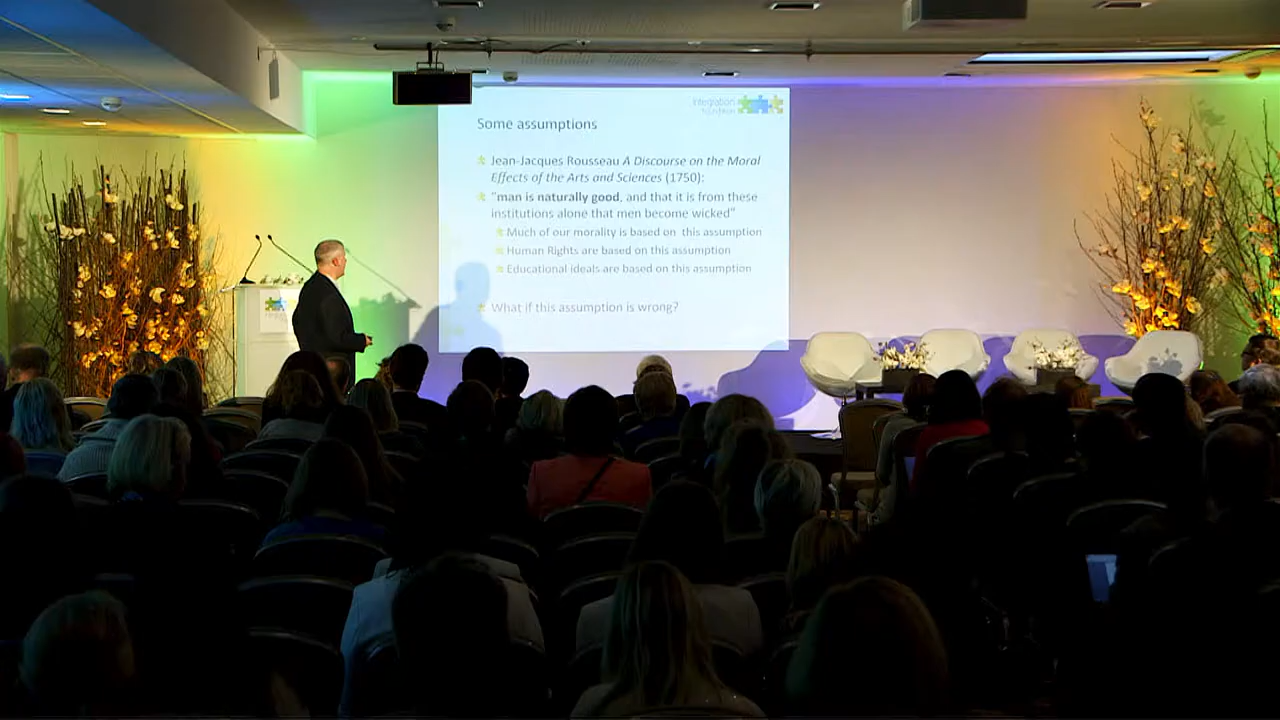 Integration
Foundation
Some assumptions
Jean-Jacques Rousseau A Discourse on the Moral
Effects of the Arts and Sciences (1750):
"man is naturally good, and that it is from these
institutions alone that men become wicked"
Much of our morality is based on this assumption
Human Rights are based on this assumption
Educational ideals are based on this assumption
What if this assumption is wrong?